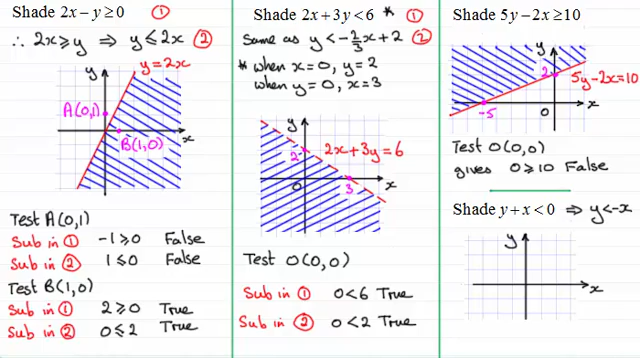 Shade 2x − y ≥ 0 ①
∴ 2x ≥ y ⇒ y ≤ 2x ②
y
y = 2x
A(0,1)
B(1,0)
x
Test A(0,1)
Sub in ① −1 ≥ 0 False
Sub in ② 1 ≤ 0 False
Test B(1,0)
Sub in ① 2 ≥ 0 True
Sub in ② 0 ≤ 2 True
Shade 2x + 3y < 6 * ①
Same as y < −2/3x + 2 ②
* when x = 0, y = 2
when y = 0, x = 3
y
2
2x + 3y = 6
0
3
x
Test O(0,0)
Sub in ① 0 < 6 True
Sub in ② 0 < 2 True
Shade 5y − 2x ≥ 10
y
2
5y − 2x = 10
−5
0
x
Test O(0,0)
gives 0 ≥ 10 False
Shade y + x < 0 ⇒ y < −x
y
x